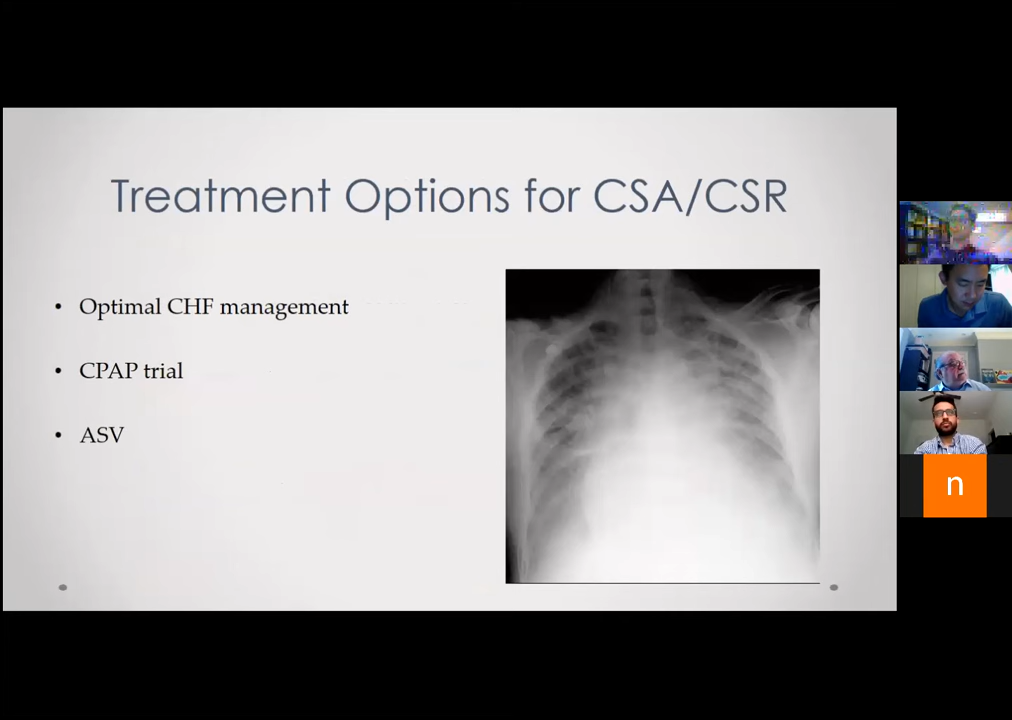 Treatment Options for CSA/CSR
• Optimal CHF management
• CPAP trial
• ASV
n